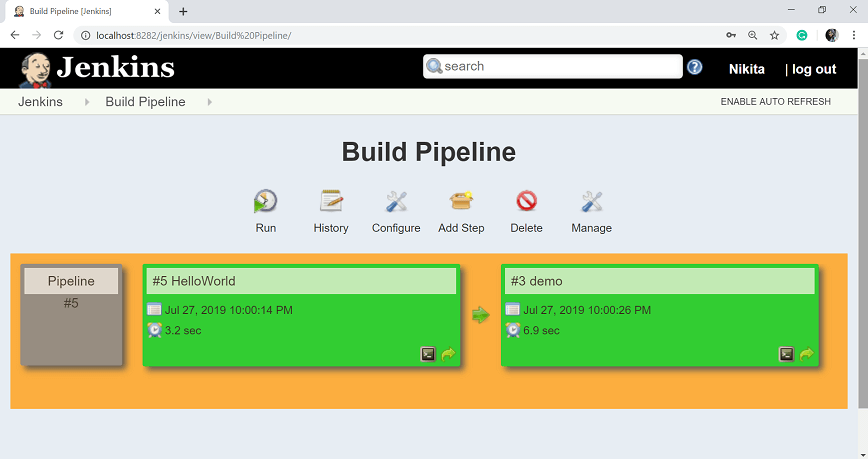 Build Pipeline [Jenkins]
localhost:8282/jenkins/view/Build%20Pipeline/
Jenkins
search
Nikita
| log out
Jenkins
Build Pipeline
ENABLE AUTO REFRESH
Build Pipeline
Run
History
Configure
Add Step
Delete
Manage
Pipeline
#5
#5 HelloWorld
Jul 27, 2019 10:00:14 PM
3.2 sec
#3 demo
Jul 27, 2019 10:00:26 PM
6.9 sec